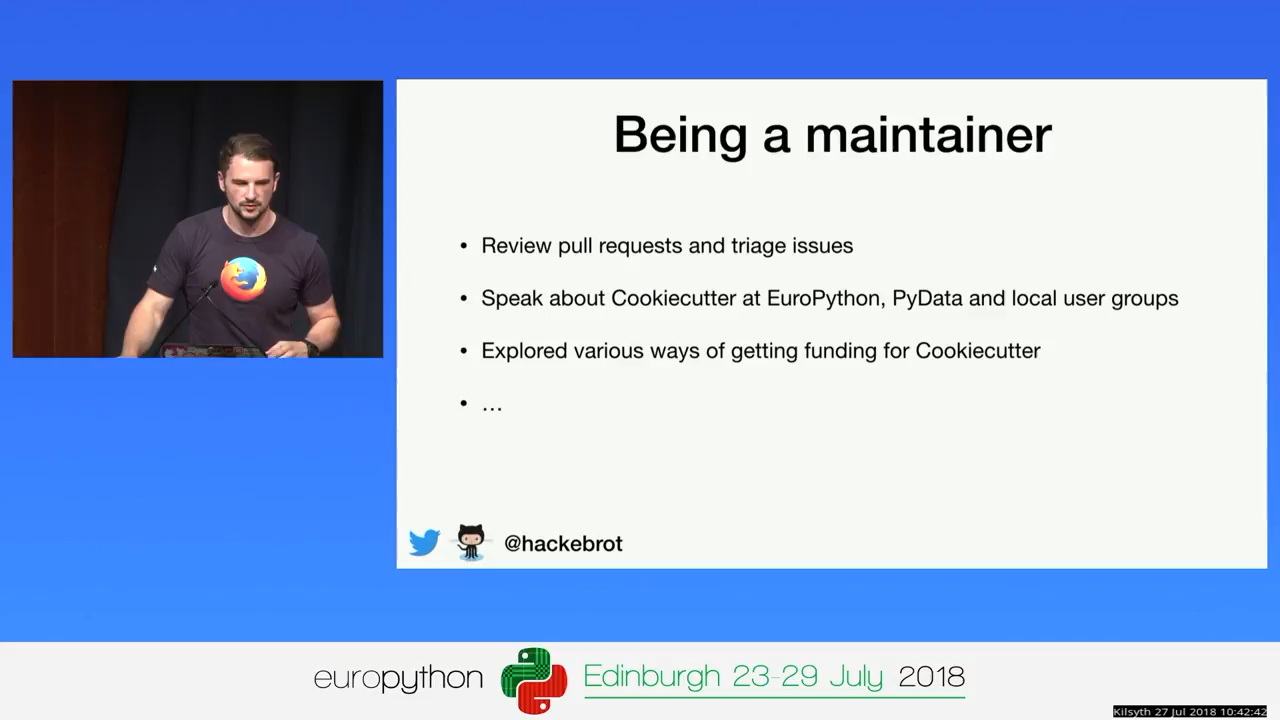 Being a maintainer
• Review pull requests and triage issues
• Speak about Cookiecutter at EuroPython, PyData and local user groups
• Explored various ways of getting funding for Cookiecutter
• …
@hackebrot
europython Edinburgh 23-29 July 2018
Kilsyth 27 Jul 2018 10:42:42